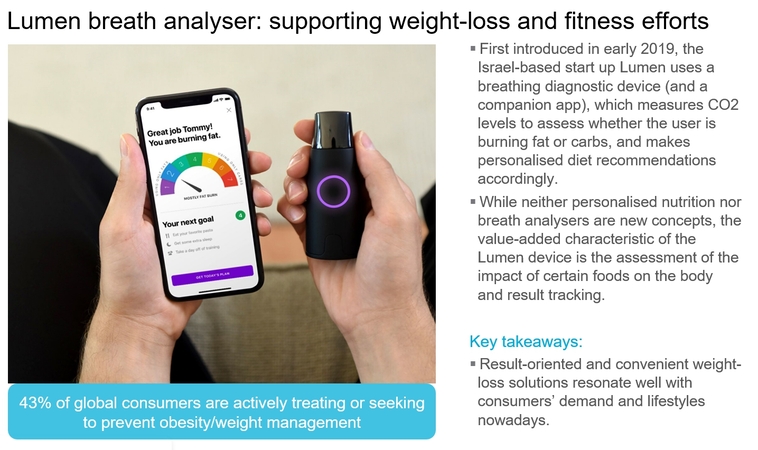 Lumen breath analyser: supporting weight-loss and fitness efforts
9:41
Great job Tommy!
You are burning fat.
1 2 3 4 5 6 7
MOSTLY FAT BURN
Your next goal
4
Eat your favorite pasta
Get some extra sleep
Take a day off of training
GET TODAY'S PLAN
43% of global consumers are actively treating or seeking
to prevent obesity/weight management
▪ First introduced in early 2019, the
Israel-based start up Lumen uses a
breathing diagnostic device (and a
companion app), which measures CO2
levels to assess whether the user is
burning fat or carbs, and makes
personalised diet recommendations
accordingly.
▪ While neither personalised nutrition nor
breath analysers are new concepts, the
value-added characteristic of the
Lumen device is the assessment of the
impact of certain foods on the body
and result tracking.
Key takeaways:
▪ Result-oriented and convenient weight-
loss solutions resonate well with
consumers’ demand and lifestyles
nowadays.